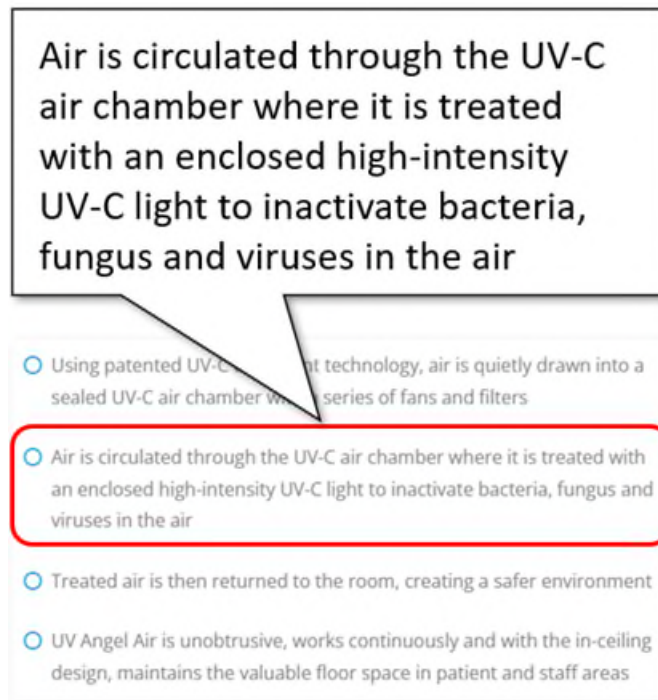 Air is circulated through the UV-C
air chamber where it is treated
with an enclosed high-intensity
UV-C light to inactivate bacteria,
fungus and viruses in the air
Using patented UV-C t technology, air is quietly drawn into a
sealed UV-C air chamber series of fans and filters
Air is circulated through the UV-C air chamber where it is treated with
an enclosed high-intensity UV-C light to inactivate bacteria, fungus and
viruses in the air
Treated air is then returned to the room, creating a safer environment
UV Angel Air is unobtrusive, works continuously and with the in-ceiling
design, maintains the valuable floor space in patient and staff areas